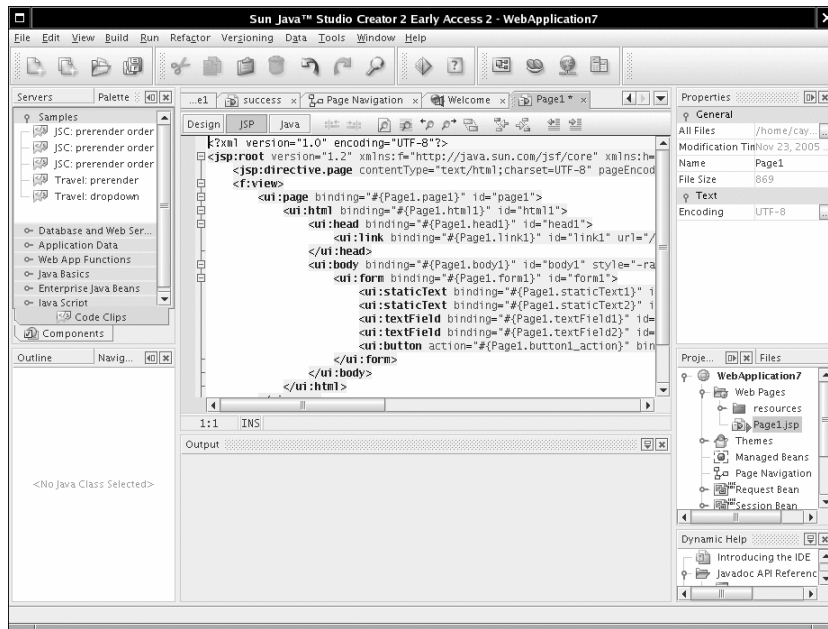 Sun Java™ Studio Creator 2 Early Access 2 - WebApplication7
File Edit View Build Run Refactor Versioning Data Tools Window Help
Servers Palette
Samples
JSC: prerender order
JSC: prerender order
JSC: prerender order
Travel: prerender
Travel: dropdown
Database and Web Ser...
Application Data
Web App Functions
Java Basics
Enterprise Java Beans
Java Script
Code Clips
Components
Outline Navig...
<No Java Class Selected>
...e1 success x Page Navigation x Welcome x Page1 * x
Design JSP Java
<?xml version="1.0" encoding="UTF-8"?>
<jsp:root version="1.2" xmlns:f="http://java.sun.com/jsf/core" xmlns:h=
<jsp:directive.page contentType="text/html;charset=UTF-8" pageEncod
<f:view>
<ui:page binding="#{Page1.page1}" id="page1">
<ui:html binding="#{Page1.html1}" id="html1">
<ui:head binding="#{Page1.head1}" id="head1">
<ui:link binding="#{Page1.link1}" id="link1" url="/
</ui:head>
<ui:body binding="#{Page1.body1}" id="body1" style="-ra
<ui:form binding="#{Page1.form1}" id="form1">
<ui:staticText binding="#{Page1.staticText1}" i
<ui:staticText binding="#{Page1.staticText2}" i
<ui:textField binding="#{Page1.textField1}" id=
<ui:textField binding="#{Page1.textField2}" id=
<ui:button action="#{Page1.button1_action}" bin
</ui:form>
</ui:body>
</ui:html>
1:1 INS
Output
Properties
General
All Files /home/cay...
Modification Tim Nov 23, 2005 ...
Name Page1
File Size 869
Text
Encoding UTF-8
Proje... Files
WebApplication7
Web Pages
resources
Page1.jsp
Themes
Managed Beans
Page Navigation
Request Bean
Session Bean
Dynamic Help
Introducing the IDE
Javadoc API Referenc